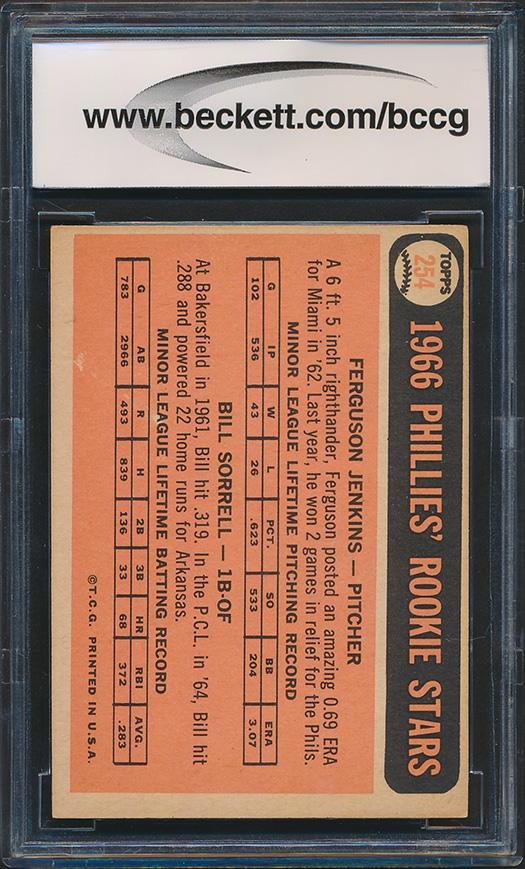 www.beckett.com/bccg
TOPPS
254
1966 PHILLIES' ROOKIE STARS
FERGUSON JENKINS — PITCHER
A 6 ft. 5 inch righthander, Ferguson posted an amazing 0.69 ERA
for Miami in '62. Last year, he won 2 games in relief for the Phils.
MINOR LEAGUE LIFETIME PITCHING RECORD
G IP W L PCT. SO BB ERA
102 536 43 26 .623 533 204 3.07
BILL SORRELL — 1B-OF
At Bakersfield in 1961, Bill hit .319. In the P.C.L. in '64, Bill hit
.288 and powered 22 home runs for Arkansas.
MINOR LEAGUE LIFETIME BATTING RECORD
G AB R H 2B 3B HR RBI AVG.
783 2966 493 839 136 33 68 372 .283
©T.C.G. PRINTED IN U.S.A.